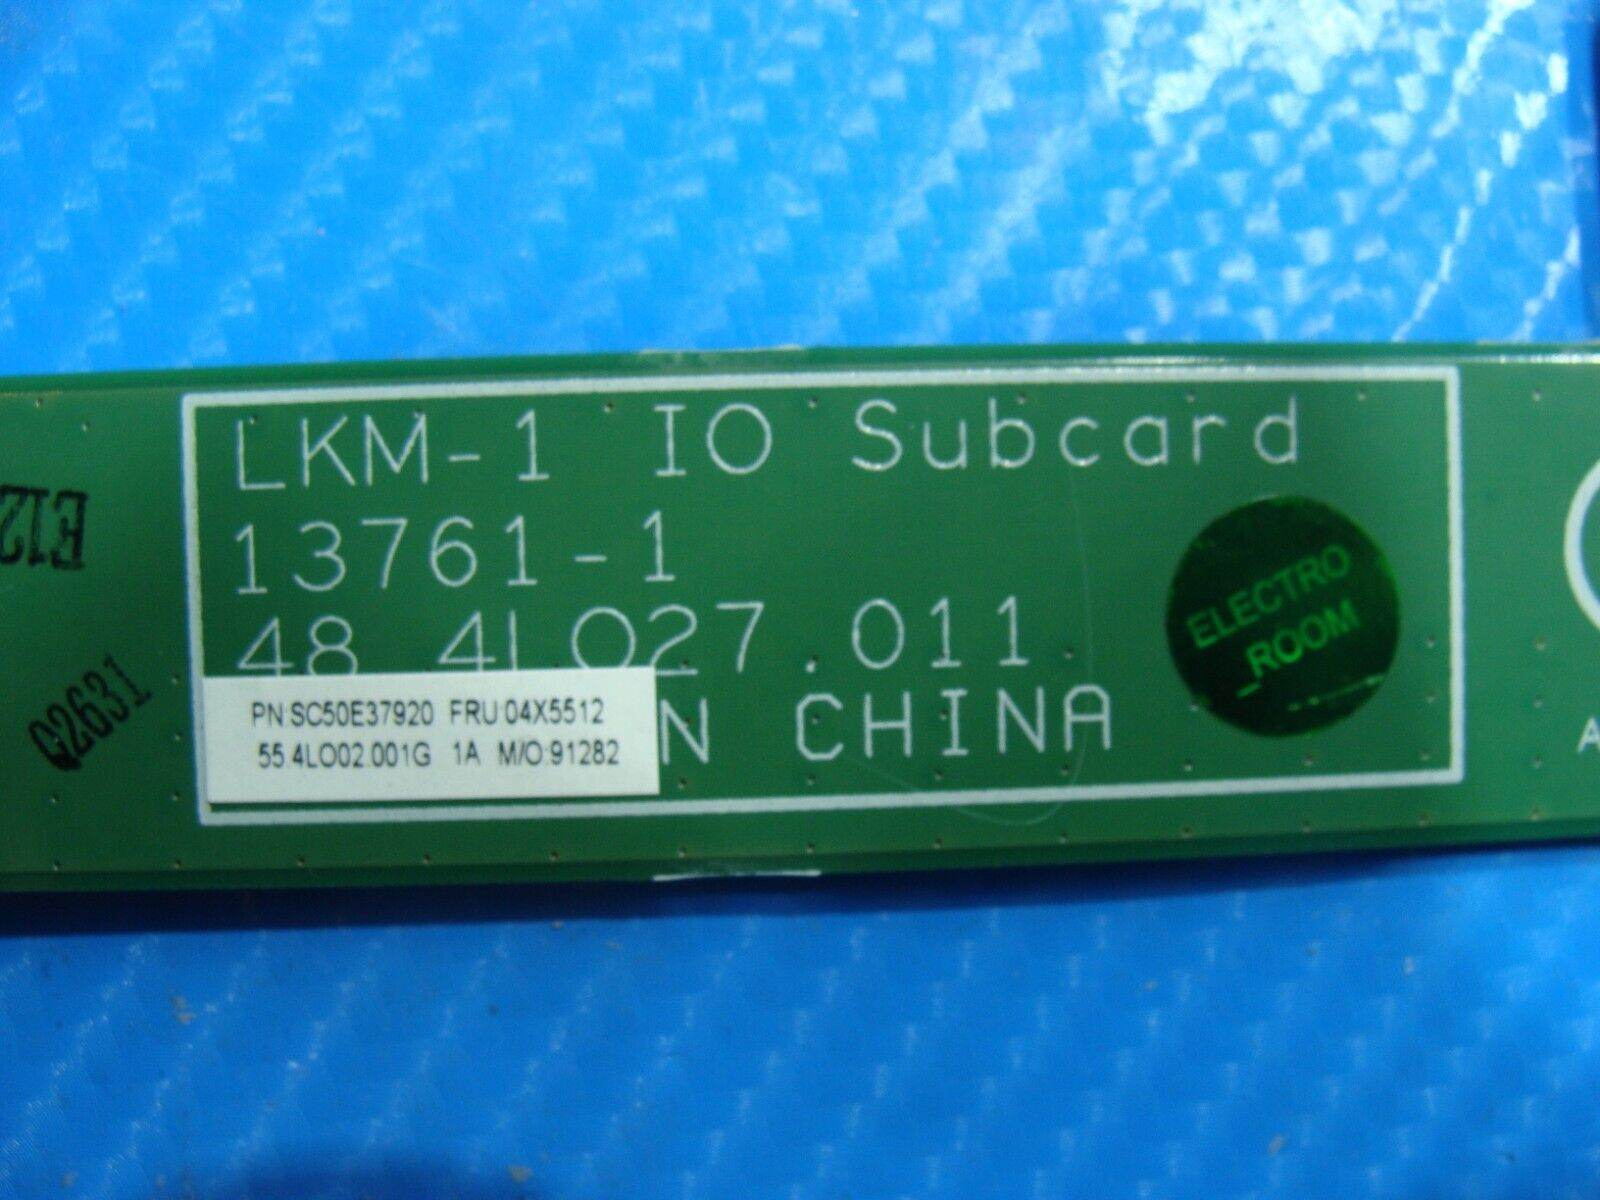 LKM-1 IO Subcard
13761-1
48.4LO27.011
N CHINA
PN:SC50E37920 FRU:04X5512
55.4LO02.001G 1A M/O:91282
ELECTRO
_ROOM
E12
Q2631
A